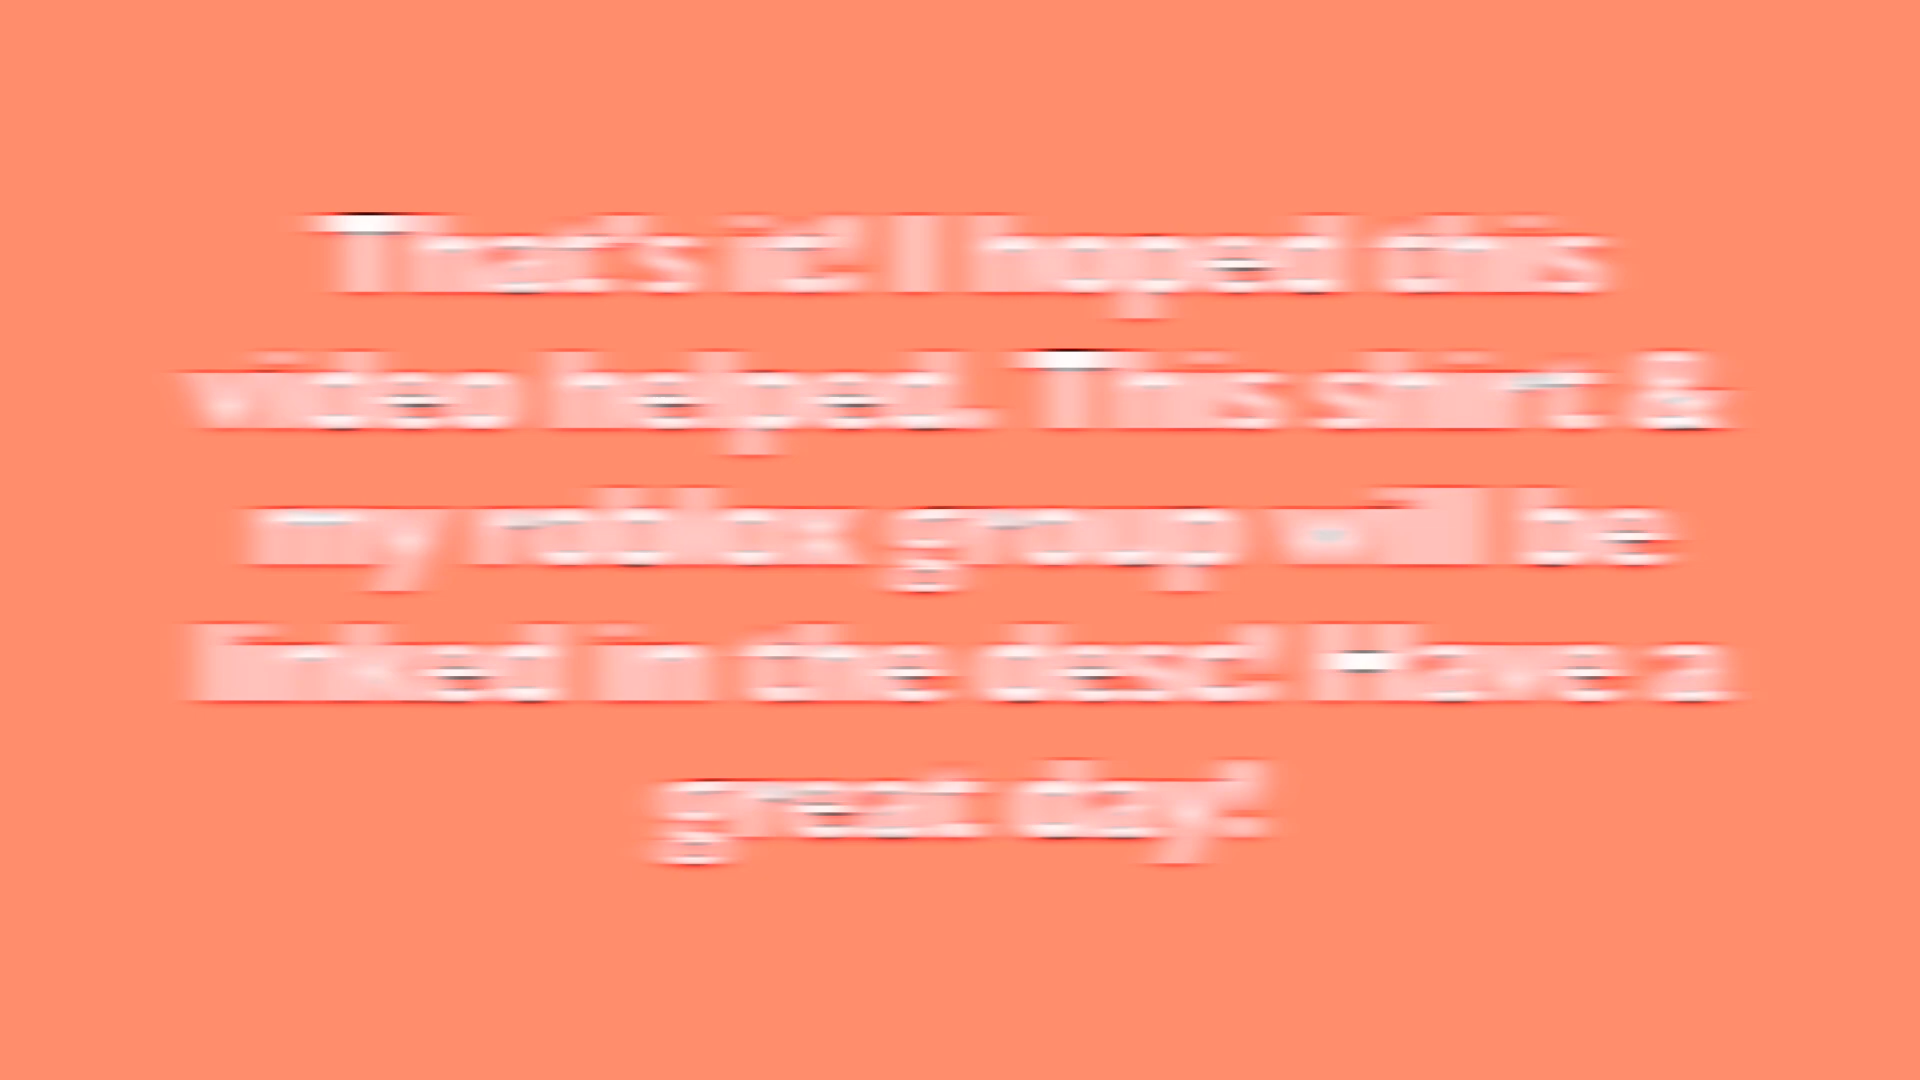 That's it! I hoped this
video helped. This shirt &
my roblox group will be
linked in the desc! Have a
great day!